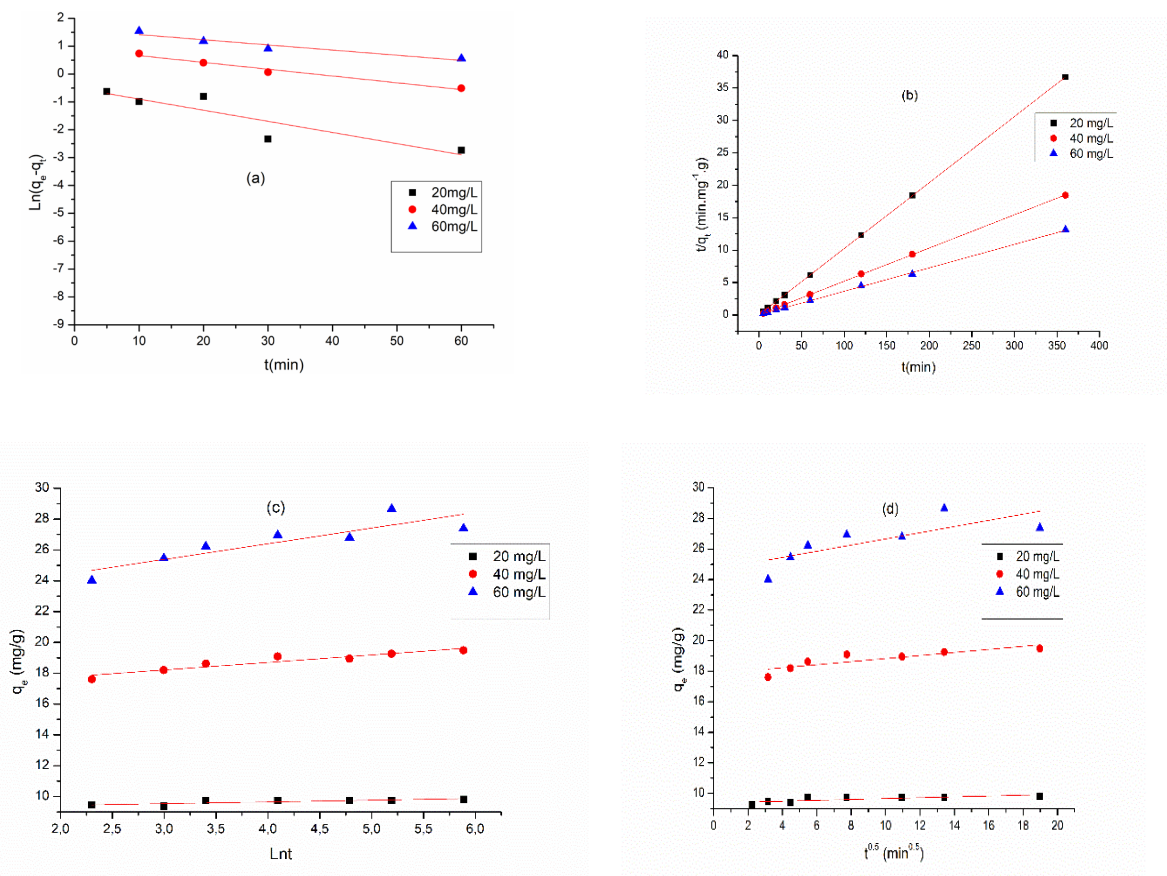 2
1
0
-1
-2
-3
-4
-5
-6
-7
-8
-9
Ln(qe-qt)
(a)
20mg/L
40mg/L
60mg/L
0 10 20 30 40 50 60
t(min)
40
35
30
25
20
15
10
5
0
t/qt (min.mg-1.g)
(b)
20 mg/L
40 mg/L
60 mg/L
0 50 100 150 200 250 300 350 400
t(min)
30
28
26
24
22
20
18
16
14
12
10
qe (mg/g)
(c)
20 mg/L
40 mg/L
60 mg/L
2,0 2,5 3,0 3,5 4,0 4,5 5,0 5,5 6,0
Lnt
30
28
26
24
22
20
18
16
14
12
10
qe (mg/g)
(d)
20 mg/L
40 mg/L
60 mg/L
0 2 4 6 8 10 12 14 16 18 20
t0.5 (min0.5)